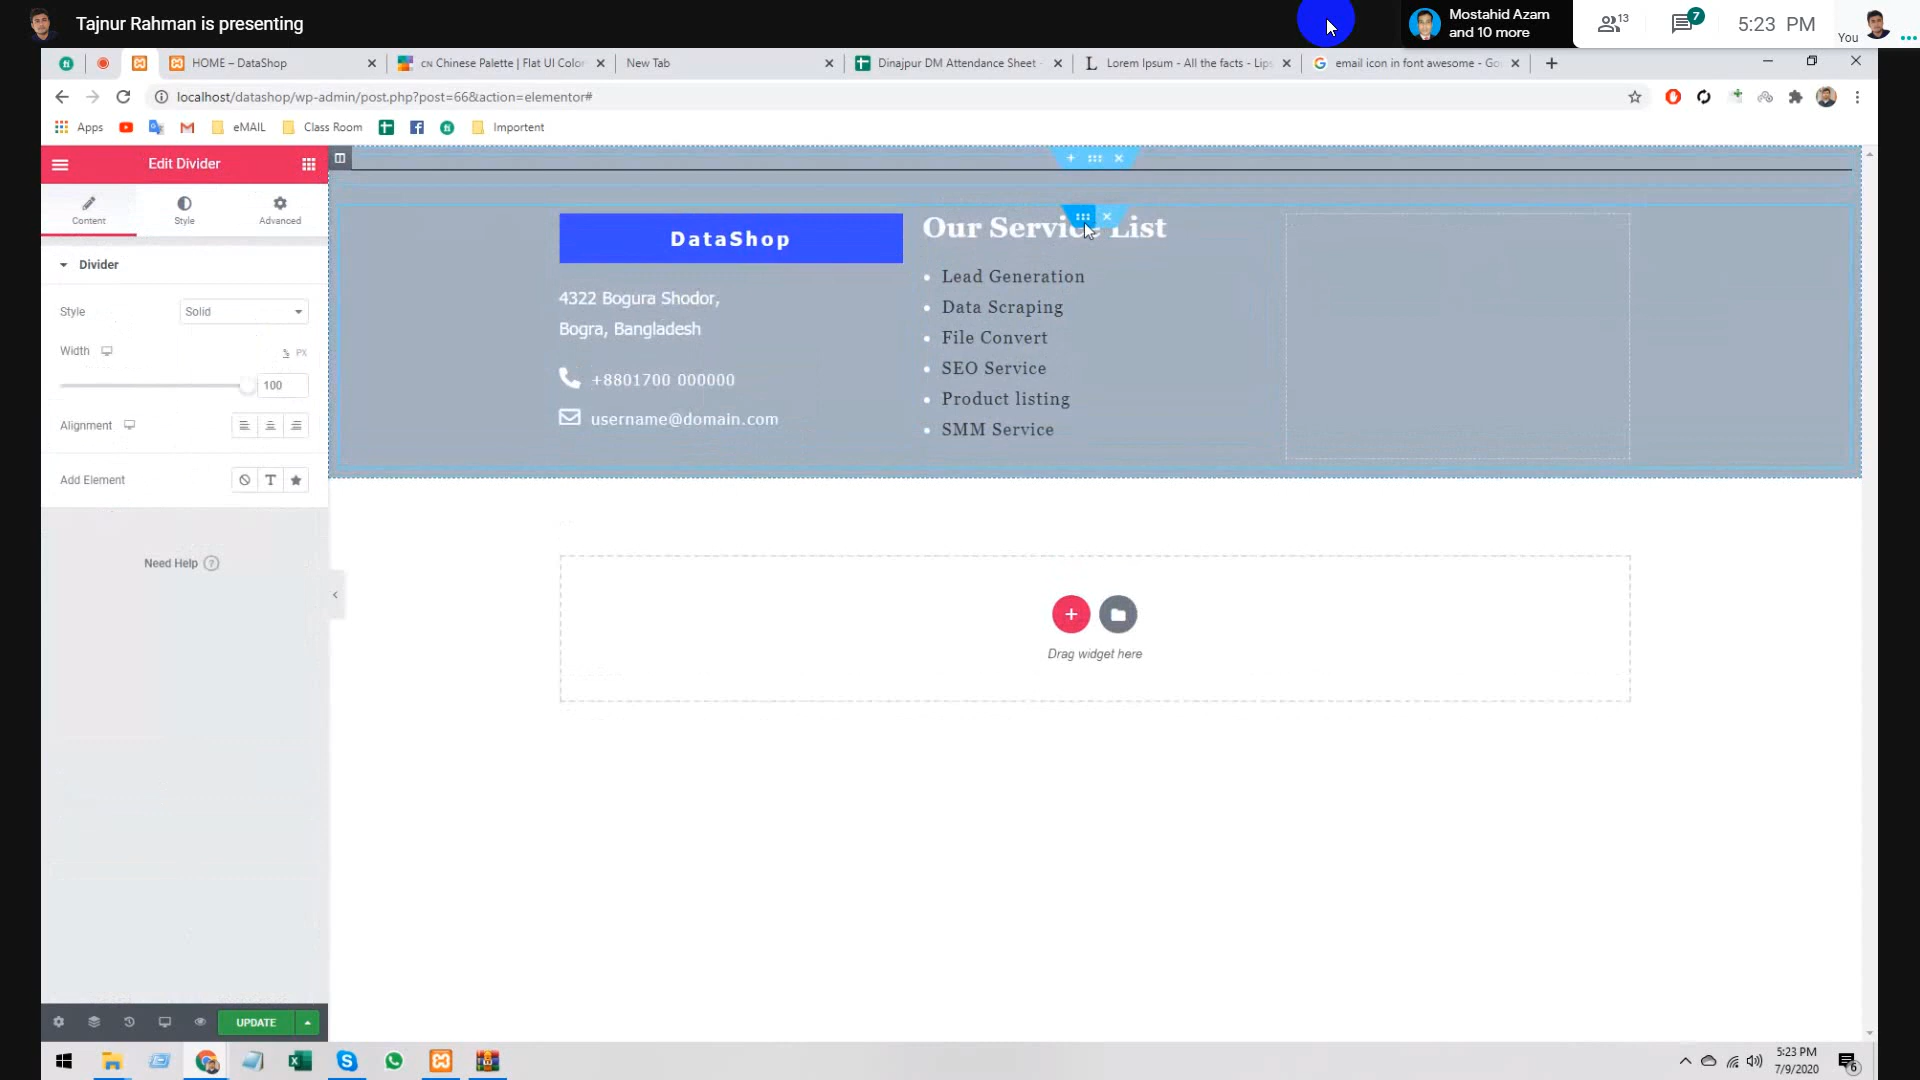 Tajnur Rahman is presenting
Mostahid Azam
and 10 more
13
7
5:23 PM
You
HOME – DataShop
CN Chinese Palette | Flat UI Color
New Tab
Dinajpur DM Attendance Sheet -
Lorem Ipsum - All the facts - Lips
email icon in font awesome - Go
localhost/datashop/wp-admin/post.php?post=66&action=elementor#
Apps
eMAIL
Class Room
Importent
Edit Divider
Content
Style
Advanced
Divider
Style
Solid
Width
% PX
100
Alignment
Add Element
Need Help ?
UPDATE
DataShop
4322 Bogura Shodor,
Bogra, Bangladesh
+8801700 000000
username@domain.com
Our Service List
Lead Generation
Data Scraping
File Convert
SEO Service
Product listing
SMM Service
Drag widget here
5:23 PM
7/9/2020
6